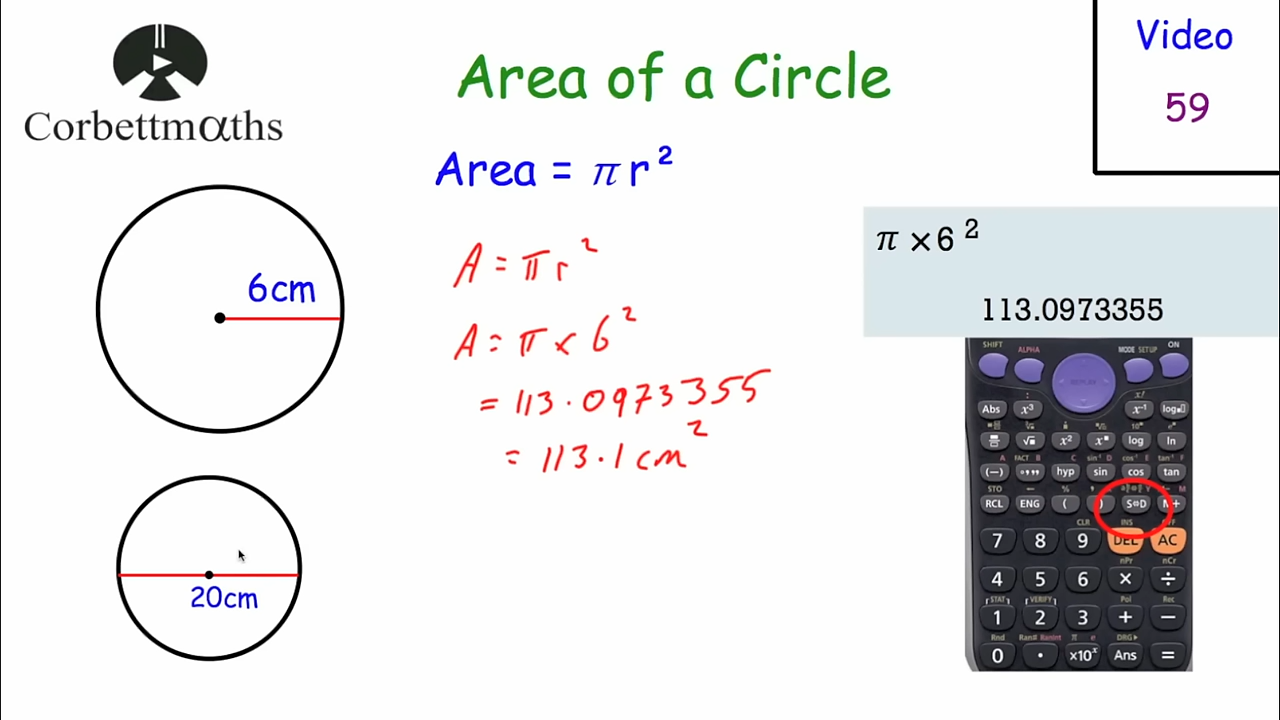 Corbettmαths
Area of a Circle
Video
59
Area = π r²
6cm
A = π r²
A = π × 6²
= 113.0973355
= 113.1 cm²
20cm
π × 6²
113.0973355
SHIFT ALPHA MODE SETUP ON
Abs x³ x⁻¹ log
√ x² log ln
(−) hyp sin cos tan
RCL ENG ( ) S⇔D M+
7 8 9 DEL AC
4 5 6 × ÷
1 2 3 + −
0 • ×10ˣ Ans =